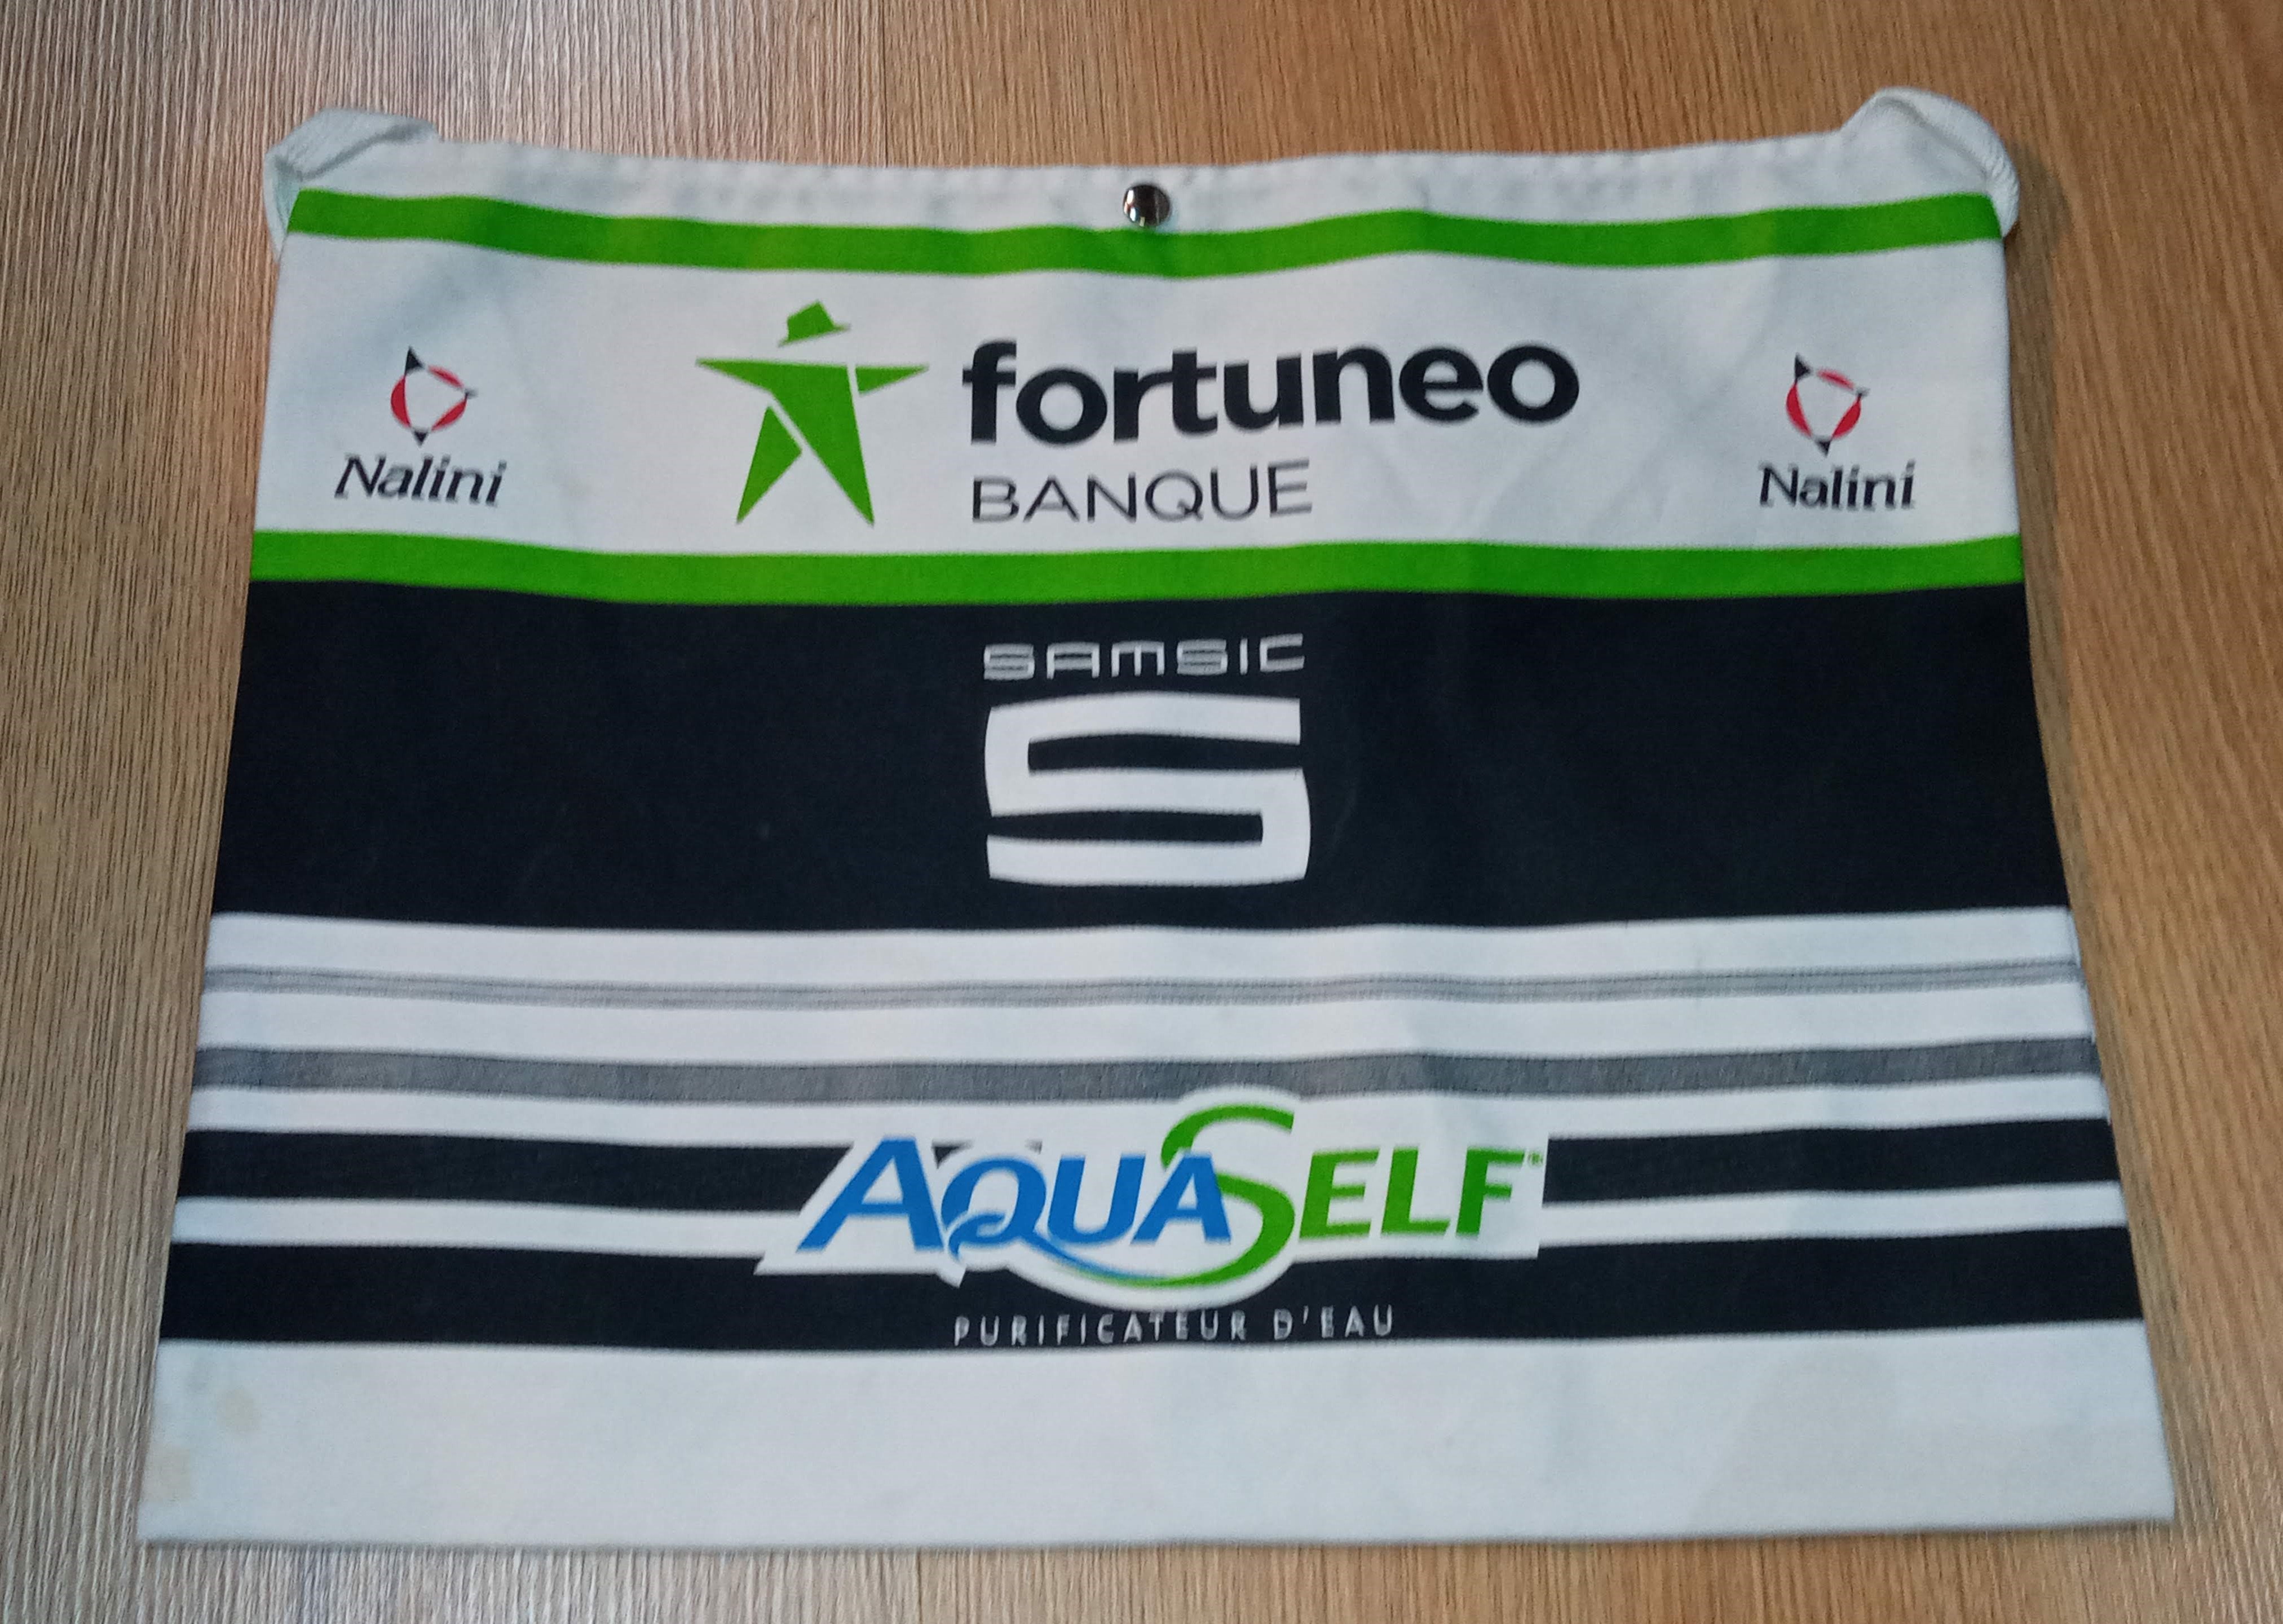 fortuneo
BANQUE
Nalini
Nalini
SAMSIC
S
AQUASELF
PURIFICATEUR D'EAU